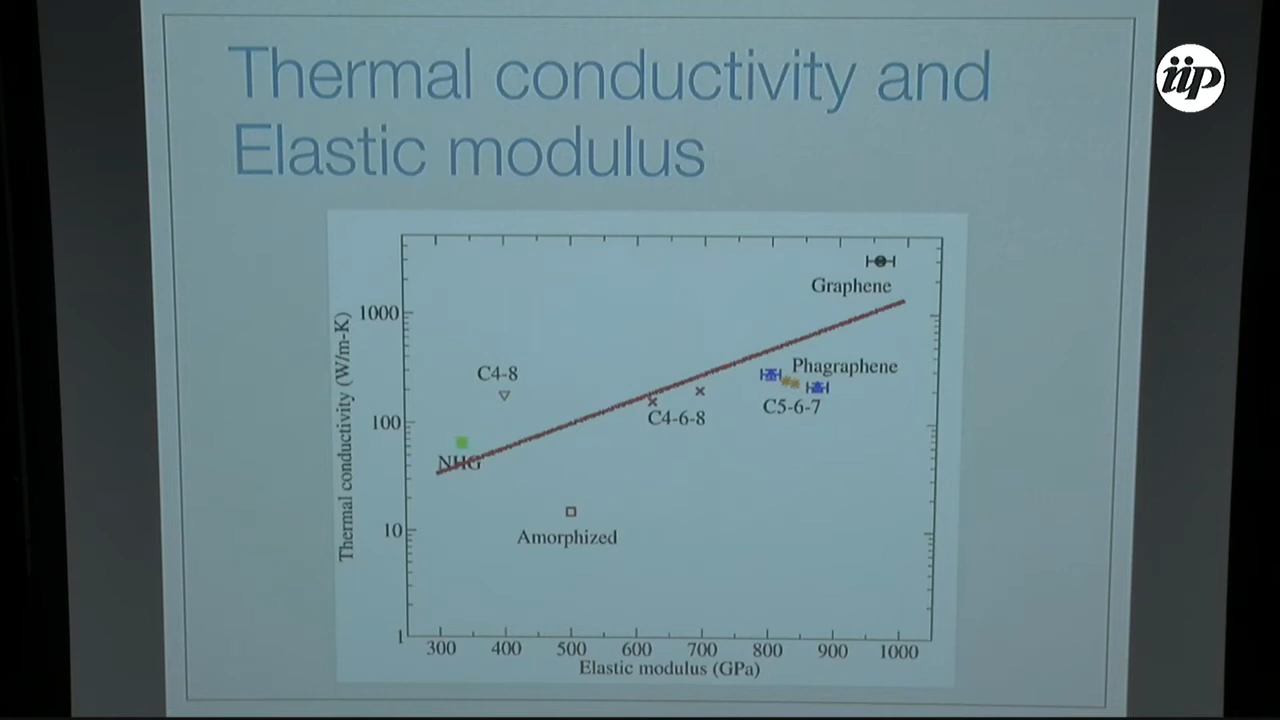 Thermal conductivity and
Elastic modulus
iip
Graphene
1000
C4-8
Phagraphene
C5-6-7
C4-6-8
100
NHG
10
Amorphized
1
300 400 500 600 700 800 900 1000
Elastic modulus (GPa)
Thermal conductivity (W/m-K)